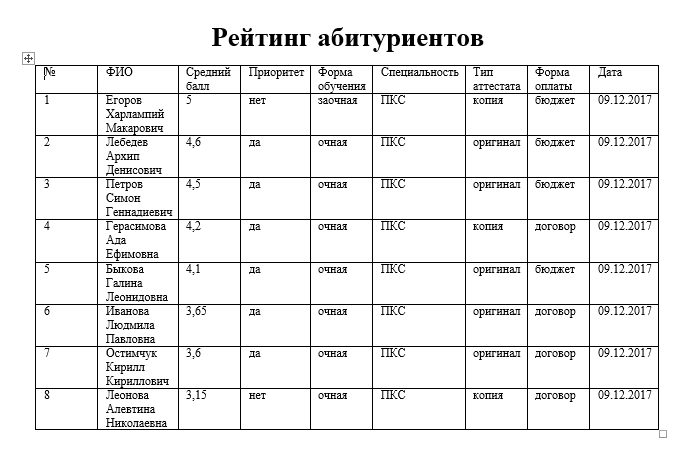 Рейтинг абитуриентов
№ ФИО Средний балл Приоритет Форма обучения Специальность Тип аттестата Форма оплаты Дата
1 Егоров Харлампий Макарович 5 нет заочная ПКС копия бюджет 09.12.2017
2 Лебедев Архип Денисович 4,6 да очная ПКС оригинал бюджет 09.12.2017
3 Петров Симон Геннадиевич 4,5 да очная ПКС оригинал бюджет 09.12.2017
4 Герасимова Ада Ефимовна 4,2 да очная ПКС копия договор 09.12.2017
5 Быкова Галина Леонидовна 4,1 да очная ПКС оригинал бюджет 09.12.2017
6 Иванова Людмила Павловна 3,65 да очная ПКС оригинал договор 09.12.2017
7 Остимчук Кирилл Кириллович 3,6 да очная ПКС оригинал договор 09.12.2017
8 Леонова Алевтина Николаевна 3,15 нет очная ПКС копия договор 09.12.2017